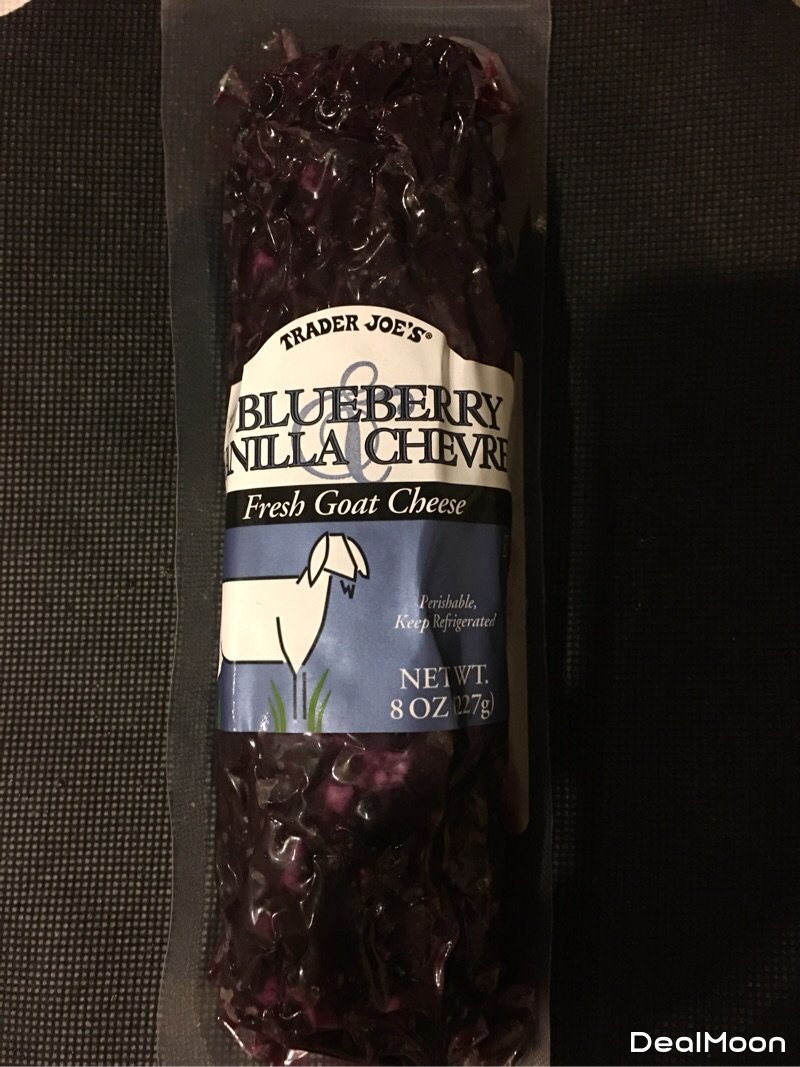 TRADER JOE'S®
BLUEBERRY
&
NILLA CHEVRE
Fresh Goat Cheese
Perishable,
Keep Refrigerated
NET WT.
8 OZ (227g)
DealMoon